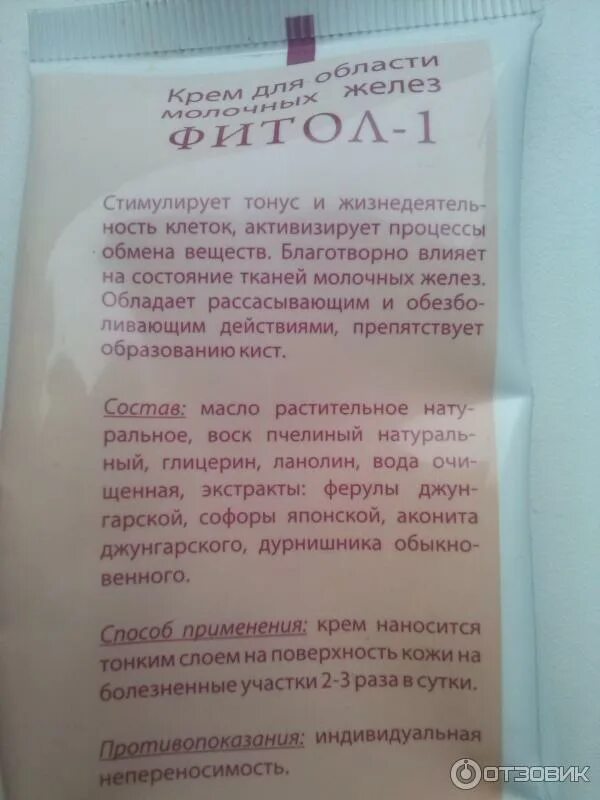 Крем для области
молочных желез
ФИТОЛ-1
Стимулирует тонус и жизнедеятель-
ность клеток, активизирует процессы
обмена веществ. Благотворно влияет
на состояние тканей молочных желез.
Обладает рассасывающим и обезбо-
ливающим действиями, препятствует
образованию кист.
Состав: масло растительное нату-
ральное, воск пчелиный натураль-
ный, глицерин, ланолин, вода очи-
щенная, экстракты: ферулы джун-
гарской, софоры японской, аконита
джунгарского, дурнишника обыкно-
венного.
Способ применения: крем наносится
тонким слоем на поверхность кожи на
болезненные участки 2-3 раза в сутки.
Противопоказания: индивидуальная
непереносимость.
ОТЗОВИК